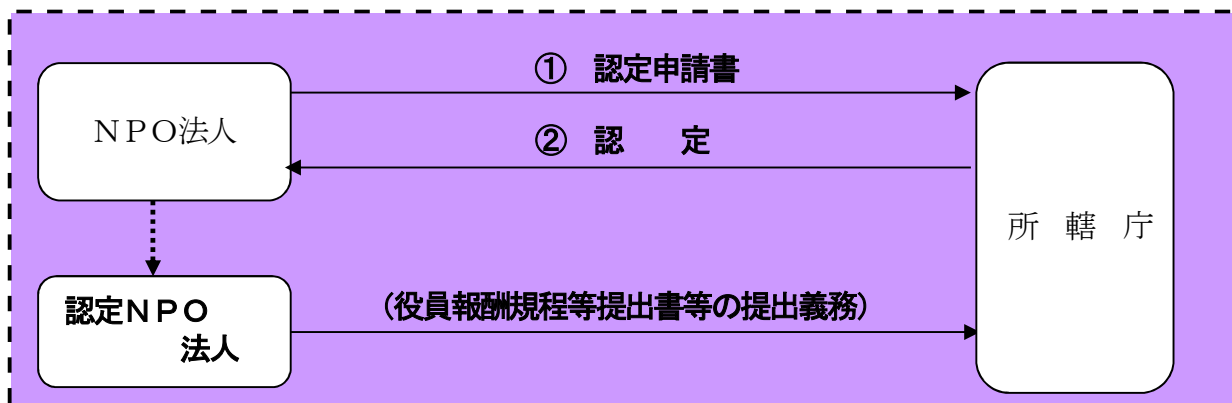 ① 認定申請書
NPO法人
② 認 定
所 轄 庁
認定NPO
法人
(役員報酬規程等提出書等の提出義務)